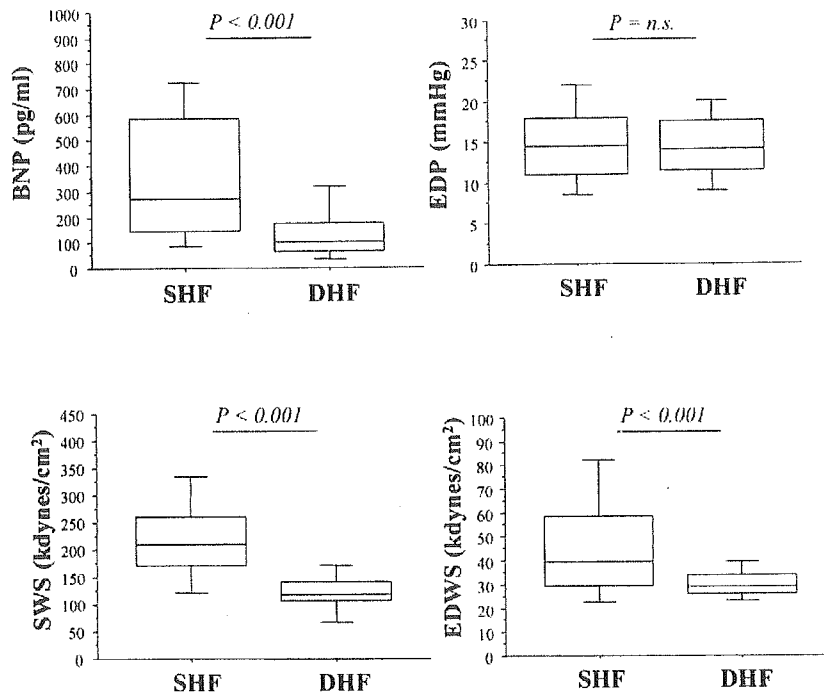 P < 0.001
BNP (pg/ml)
1000
900
800
700
600
500
400
300
200
100
0
SHF
DHF
P = n.s.
EDP (mmHg)
30
25
20
15
10
5
0
SHF
DHF
P < 0.001
SWS (kdynes/cm²)
450
400
350
300
250
200
150
100
50
0
SHF
DHF
P < 0.001
EDWS (kdynes/cm²)
100
90
80
70
60
50
40
30
20
10
0
SHF
DHF